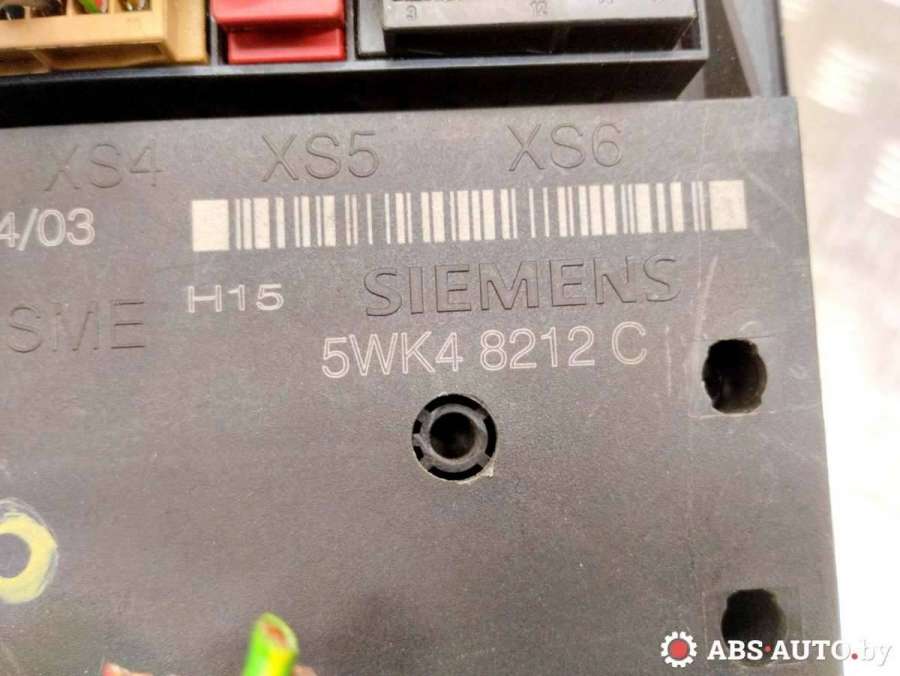 XS4 XS5 XS6
4/03
SME H15 SIEMENS
5WK4 8212 C
ABS-AUTO.by